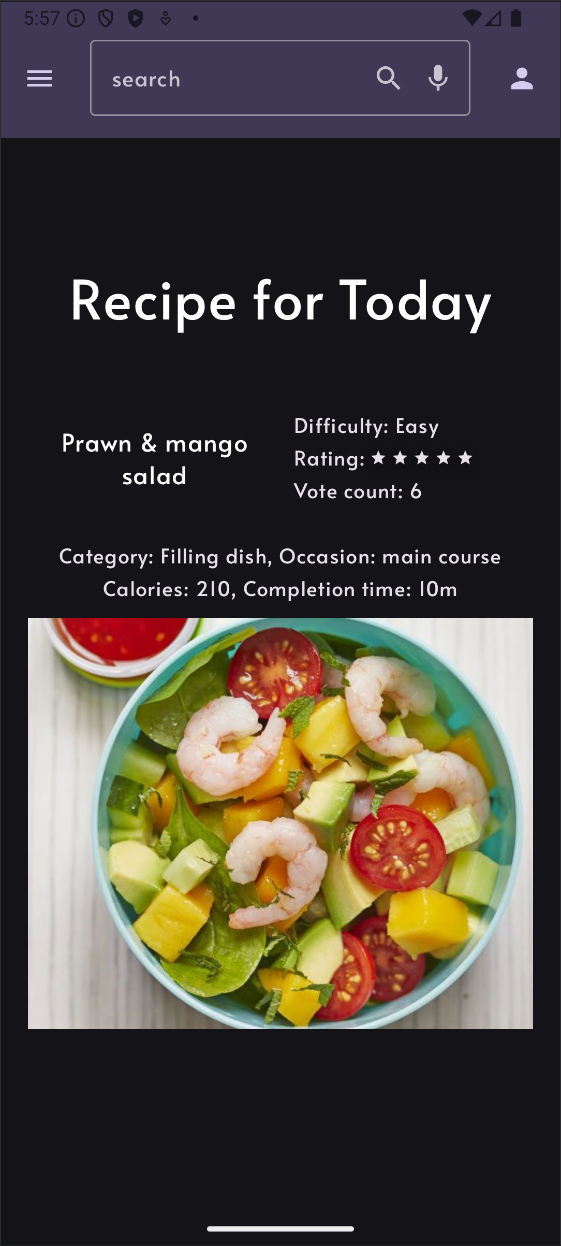 5:57
search
Recipe for Today
Prawn & mango
salad
Difficulty: Easy
Rating: ★ ★ ★ ★ ★
Vote count: 6
Category: Filling dish, Occasion: main course
Calories: 210, Completion time: 10m